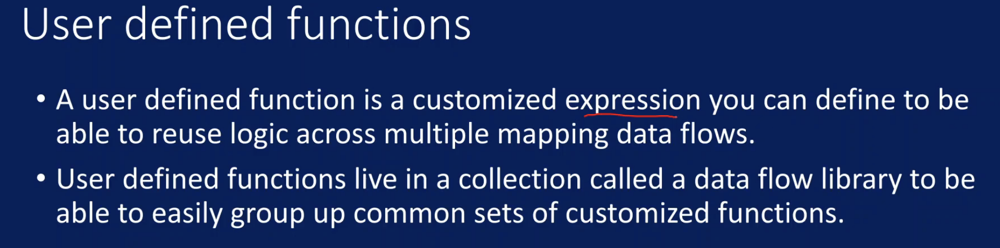 User defined functions
• A user defined function is a customized expression you can define to be
able to reuse logic across multiple mapping data flows.
• User defined functions live in a collection called a data flow library to be
able to easily group up common sets of customized functions.